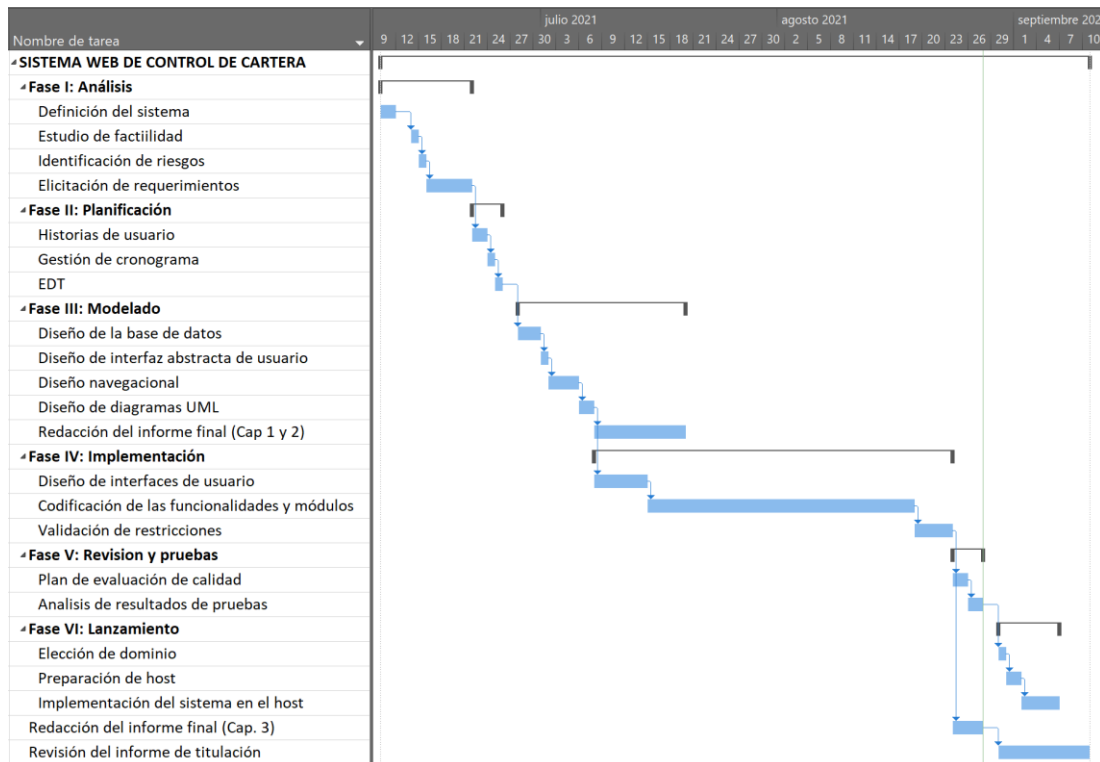 julio 2021 agosto 2021 septiembre 202
Nombre de tarea 9 12 15 18 21 24 27 30 3 6 9 12 15 18 21 24 27 30 2 5 8 11 14 17 20 23 26 29 1 4 7 10
SISTEMA WEB DE CONTROL DE CARTERA
Fase I: Análisis
Definición del sistema
Estudio de factiilidad
Identificación de riesgos
Elicitación de requerimientos
Fase II: Planificación
Historias de usuario
Gestión de cronograma
EDT
Fase III: Modelado
Diseño de la base de datos
Diseño de interfaz abstracta de usuario
Diseño navegacional
Diseño de diagramas UML
Redacción del informe final (Cap 1 y 2)
Fase IV: Implementación
Diseño de interfaces de usuario
Codificación de las funcionalidades y módulos
Validación de restricciones
Fase V: Revision y pruebas
Plan de evaluación de calidad
Analisis de resultados de pruebas
Fase VI: Lanzamiento
Elección de dominio
Preparación de host
Implementación del sistema en el host
Redacción del informe final (Cap. 3)
Revisión del informe de titulación